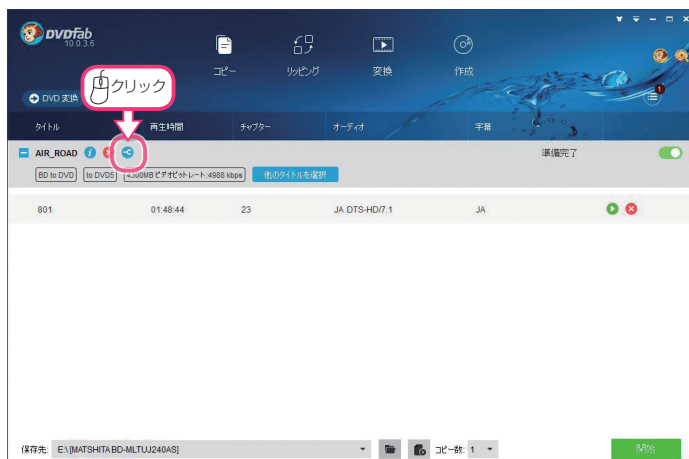 DVDFab
10.0.3.6
コピー
リッピング
変換
作成
DVD 変換
クリック
1
タイトル
再生時間
チャプター
オーディオ
字幕
AIR_ROAD
準備完了
BD to DVD
to DVD5
4300MB ビデオビットレート:4988 kbps
他のタイトルを選択
801
01:48:44
23
JA DTS-HD/7.1
JA
保存先:
E:\ [MATSHITA BD-MLTUJ240AS]
コピー数:
1
開始